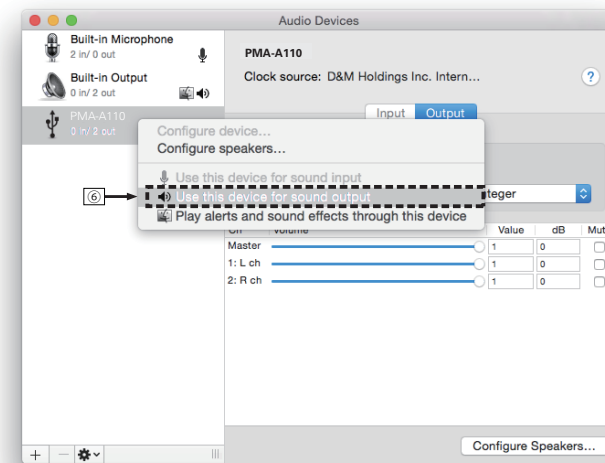 Audio Devices
Built-in Microphone
2 in/ 0 out
Built-in Output
0 in/ 2 out
PMA-A110
0 in/ 2 out
PMA-A110
Clock source: D&M Holdings Inc. Intern...
?
Input Output
Configure device...
Configure speakers...
Use this device for sound input
⑥ Use this device for sound output
Play alerts and sound effects through this device
teger
Ch Volume Value dB Mut
Master 1 0
1: L ch 1 0
2: R ch 1 0
Configure Speakers...